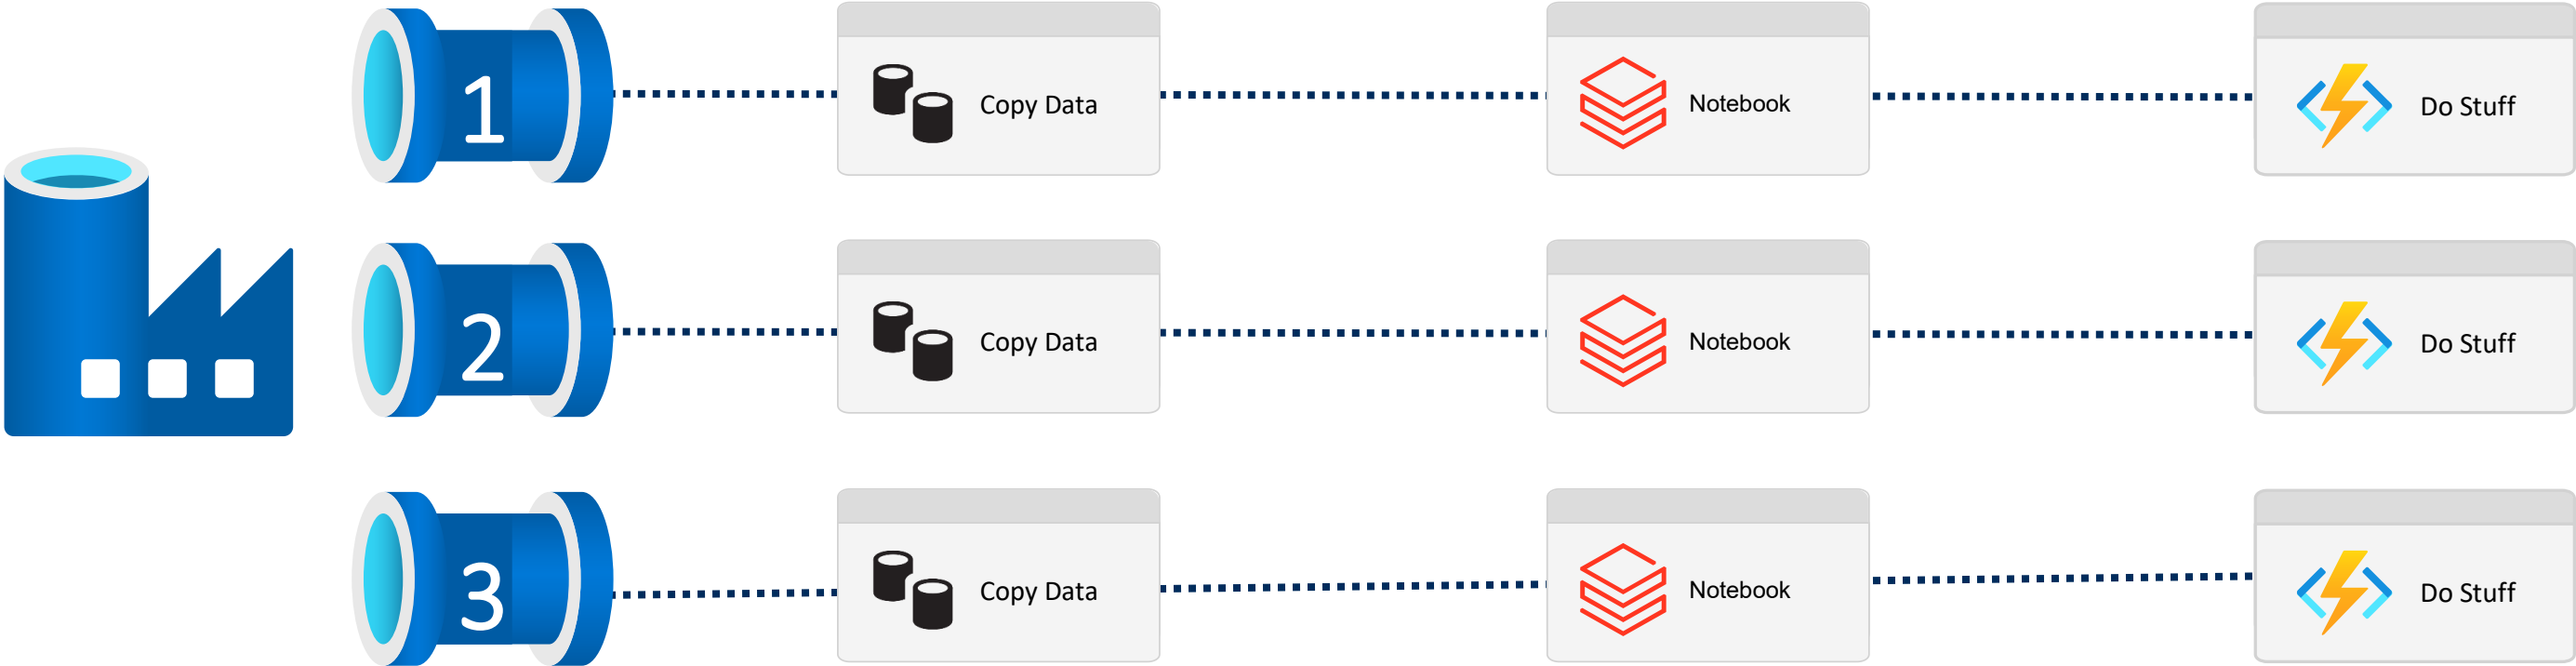 1
Copy Data
Notebook
Do Stuff
2
Copy Data
Notebook
Do Stuff
3
Copy Data
Notebook
Do Stuff